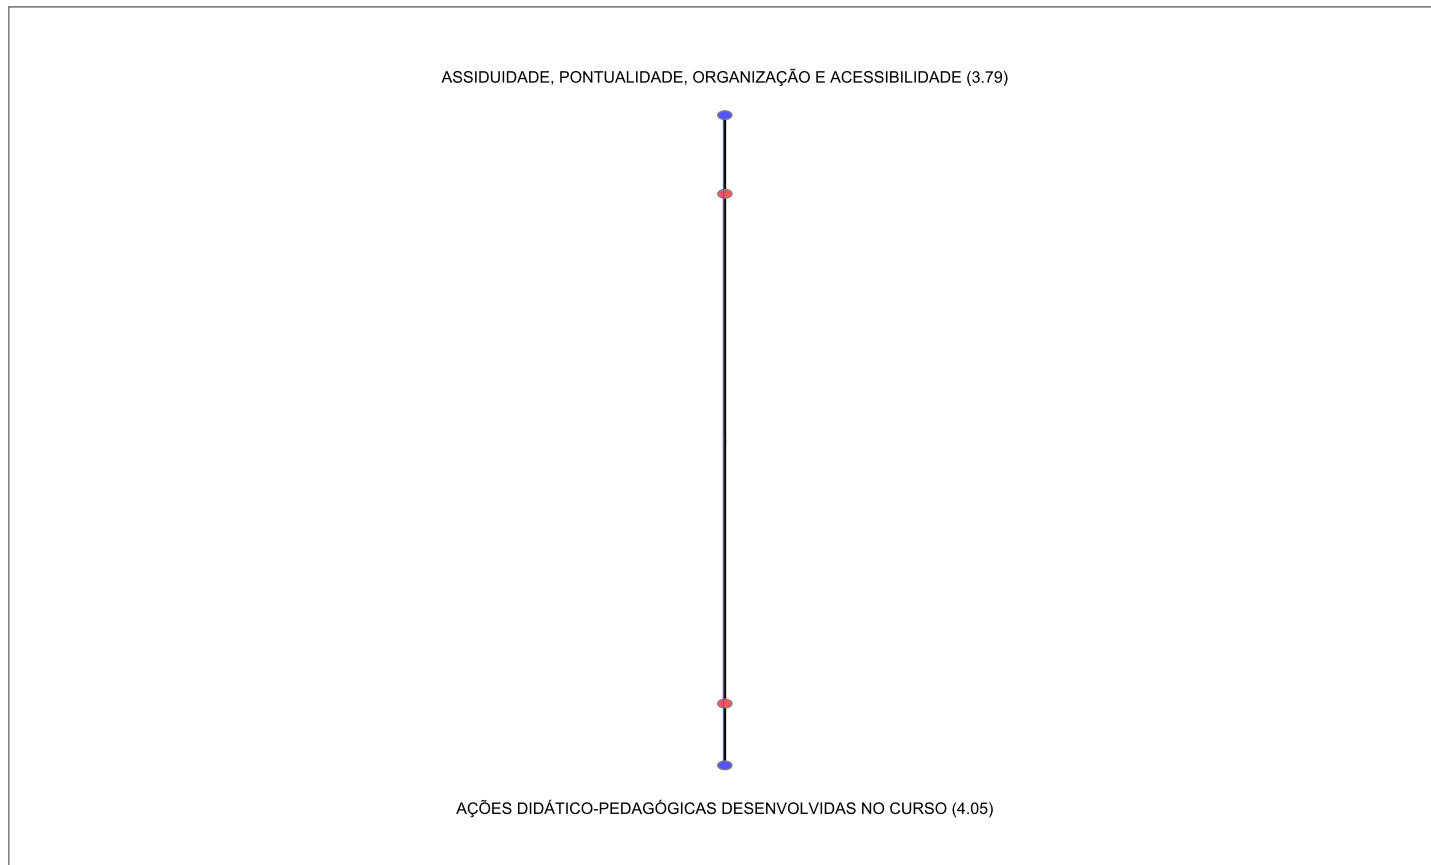 ASSIDUIDADE, PONTUALIDADE, ORGANIZAÇÃO E ACESSIBILIDADE (3.79)
AÇÕES DIDÁTICO-PEDAGÓGICAS DESENVOLVIDAS NO CURSO (4.05)